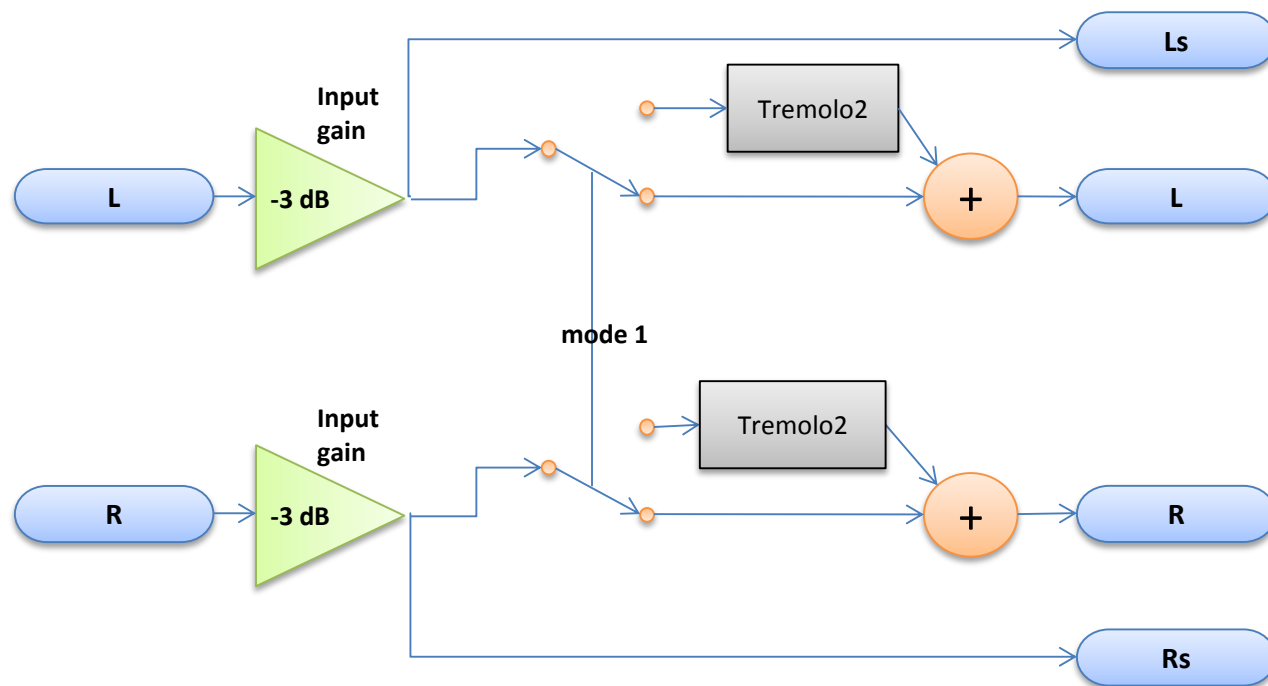 Ls
Input
gain
Tremolo2
L
-3 dB
+
L
mode 1
Input
gain
Tremolo2
R
-3 dB
+
R
Rs